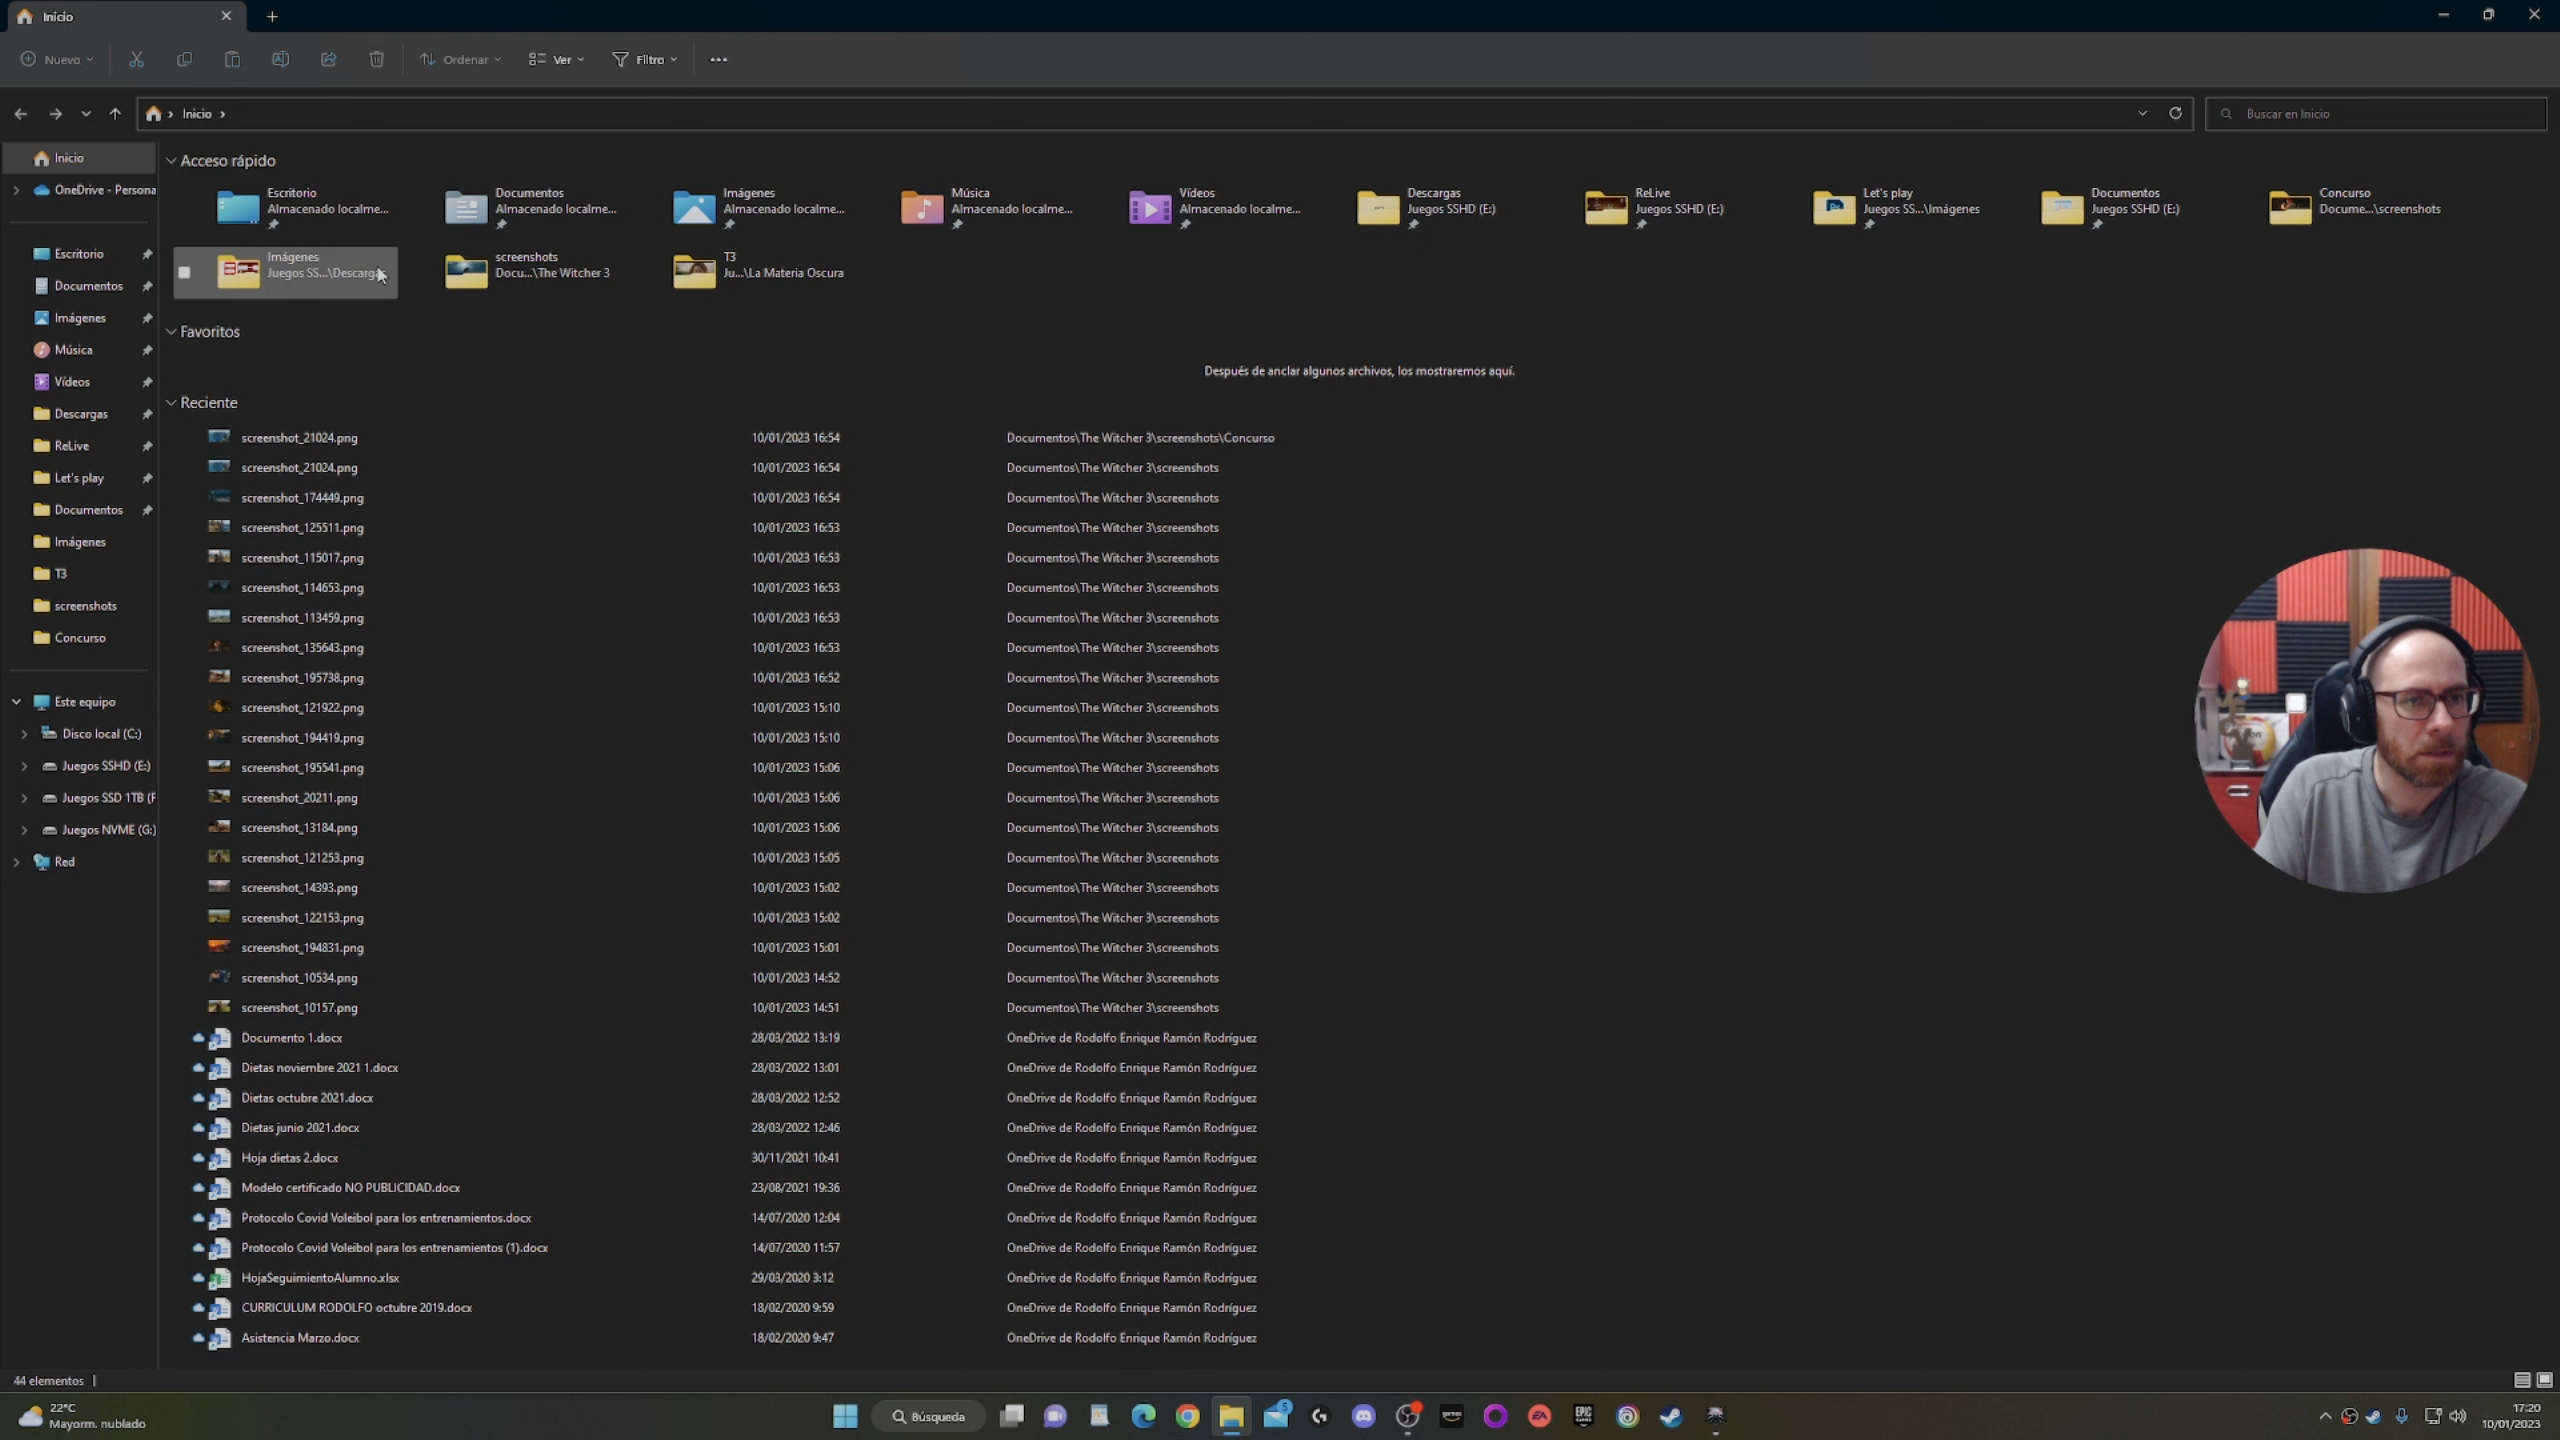 Inicio
Nuevo
Ordenar
Ver
Filtro
Inicio
Buscar en Inicio
Inicio
OneDrive - Persona
Escritorio
Documentos
Imágenes
Música
Vídeos
Descargas
ReLive
Let's play
Documentos
Imágenes
T3
screenshots
Concurso
Este equipo
Disco local (C:)
Juegos SSHD (E:)
Juegos SSD 1TB (F
Juegos NVME (G:)
Red
Acceso rápido
Escritorio
Almacenado localme...
Documentos
Almacenado localme...
Imágenes
Almacenado localme...
Música
Almacenado localme...
Vídeos
Almacenado localme...
Descargas
Juegos SSHD (E:)
ReLive
Juegos SSHD (E:)
Let's play
Juegos SS...\Imágenes
Documentos
Juegos SSHD (E:)
Concurso
Docume...\screenshots
Imágenes
Juegos SS...\Descargas
screenshots
Docu...\The Witcher 3
T3
Ju...\La Materia Oscura
Favoritos
Después de anclar algunos archivos, los mostraremos aquí.
Reciente
screenshot_21024.png 10/01/2023 16:54 Documentos\The Witcher 3\screenshots\Concurso
screenshot_21024.png 10/01/2023 16:54 Documentos\The Witcher 3\screenshots
screenshot_174449.png 10/01/2023 16:54 Documentos\The Witcher 3\screenshots
screenshot_125511.png 10/01/2023 16:53 Documentos\The Witcher 3\screenshots
screenshot_115017.png 10/01/2023 16:53 Documentos\The Witcher 3\screenshots
screenshot_114653.png 10/01/2023 16:53 Documentos\The Witcher 3\screenshots
screenshot_113459.png 10/01/2023 16:53 Documentos\The Witcher 3\screenshots
screenshot_135643.png 10/01/2023 16:53 Documentos\The Witcher 3\screenshots
screenshot_195738.png 10/01/2023 16:52 Documentos\The Witcher 3\screenshots
screenshot_121922.png 10/01/2023 15:10 Documentos\The Witcher 3\screenshots
screenshot_194419.png 10/01/2023 15:10 Documentos\The Witcher 3\screenshots
screenshot_195541.png 10/01/2023 15:06 Documentos\The Witcher 3\screenshots
screenshot_20211.png 10/01/2023 15:06 Documentos\The Witcher 3\screenshots
screenshot_13184.png 10/01/2023 15:06 Documentos\The Witcher 3\screenshots
screenshot_121253.png 10/01/2023 15:05 Documentos\The Witcher 3\screenshots
screenshot_14393.png 10/01/2023 15:02 Documentos\The Witcher 3\screenshots
screenshot_122153.png 10/01/2023 15:02 Documentos\The Witcher 3\screenshots
screenshot_194831.png 10/01/2023 15:01 Documentos\The Witcher 3\screenshots
screenshot_10534.png 10/01/2023 14:52 Documentos\The Witcher 3\screenshots
screenshot_10157.png 10/01/2023 14:51 Documentos\The Witcher 3\screenshots
Documento 1.docx 28/03/2022 13:19 OneDrive de Rodolfo Enrique Ramón Rodríguez
Dietas noviembre 2021 1.docx 28/03/2022 13:01 OneDrive de Rodolfo Enrique Ramón Rodríguez
Dietas octubre 2021.docx 28/03/2022 12:52 OneDrive de Rodolfo Enrique Ramón Rodríguez
Dietas junio 2021.docx 28/03/2022 12:46 OneDrive de Rodolfo Enrique Ramón Rodríguez
Hoja dietas 2.docx 30/11/2021 10:41 OneDrive de Rodolfo Enrique Ramón Rodríguez
Modelo certificado NO PUBLICIDAD.docx 23/08/2021 19:36 OneDrive de Rodolfo Enrique Ramón Rodríguez
Protocolo Covid Voleibol para los entrenamientos.docx 14/07/2020 12:04 OneDrive de Rodolfo Enrique Ramón Rodríguez
Protocolo Covid Voleibol para los entrenamientos (1).docx 14/07/2020 11:57 OneDrive de Rodolfo Enrique Ramón Rodríguez
HojaSeguimientoAlumno.xlsx 29/03/2020 3:12 OneDrive de Rodolfo Enrique Ramón Rodríguez
CURRICULUM RODOLFO octubre 2019.docx 18/02/2020 9:59 OneDrive de Rodolfo Enrique Ramón Rodríguez
Asistencia Marzo.docx 18/02/2020 9:47 OneDrive de Rodolfo Enrique Ramón Rodríguez
44 elementos
22°C
Mayorm. nublado
Búsqueda
5
EA
EPIC
17:20
10/01/2023